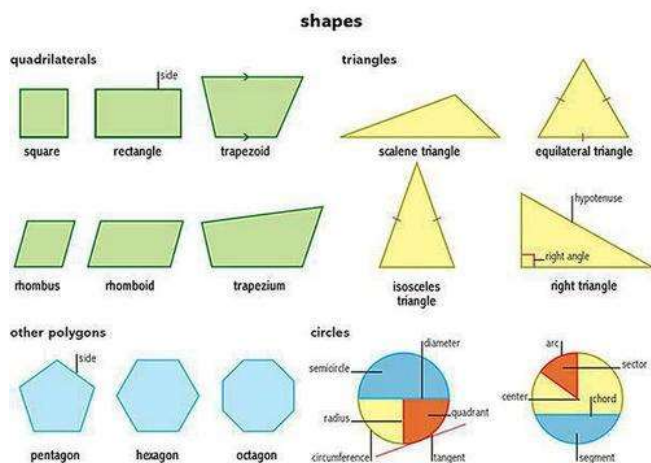 shapes
quadrilaterals
side
square
rectangle
trapezoid
rhombus
rhomboid
trapezium
triangles
scalene triangle
equilateral triangle
isosceles
triangle
hypotenuse
right angle
right triangle
other polygons
side
pentagon
hexagon
octagon
circles
diameter
semicircle
radius
quadrant
circumference
tangent
arc
sector
center
chord
segment